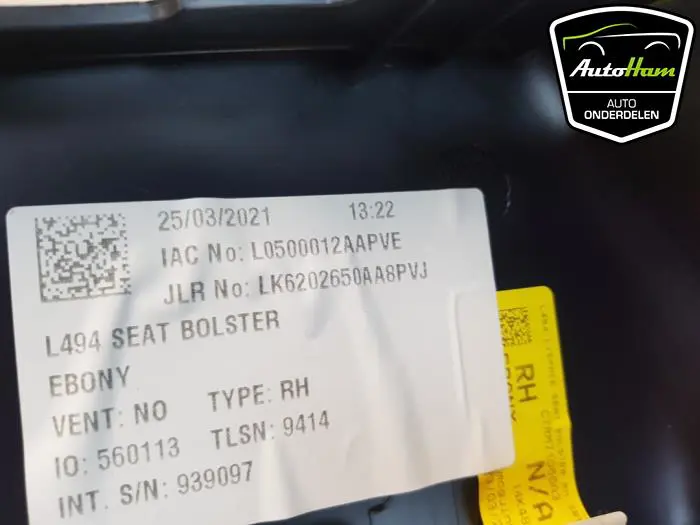 AutoHam
AUTO
ONDERDELEN
25/03/2021 13:22
IAC No: L0500012AAPVE
JLR No: LK6202650AA8PVJ
L494 SEAT BOLSTER
EBONY
VENT: NO TYPE: RH
IO: 560113 TLSN: 9414
INT. S/N: 939097
RH
EBONY
N/A